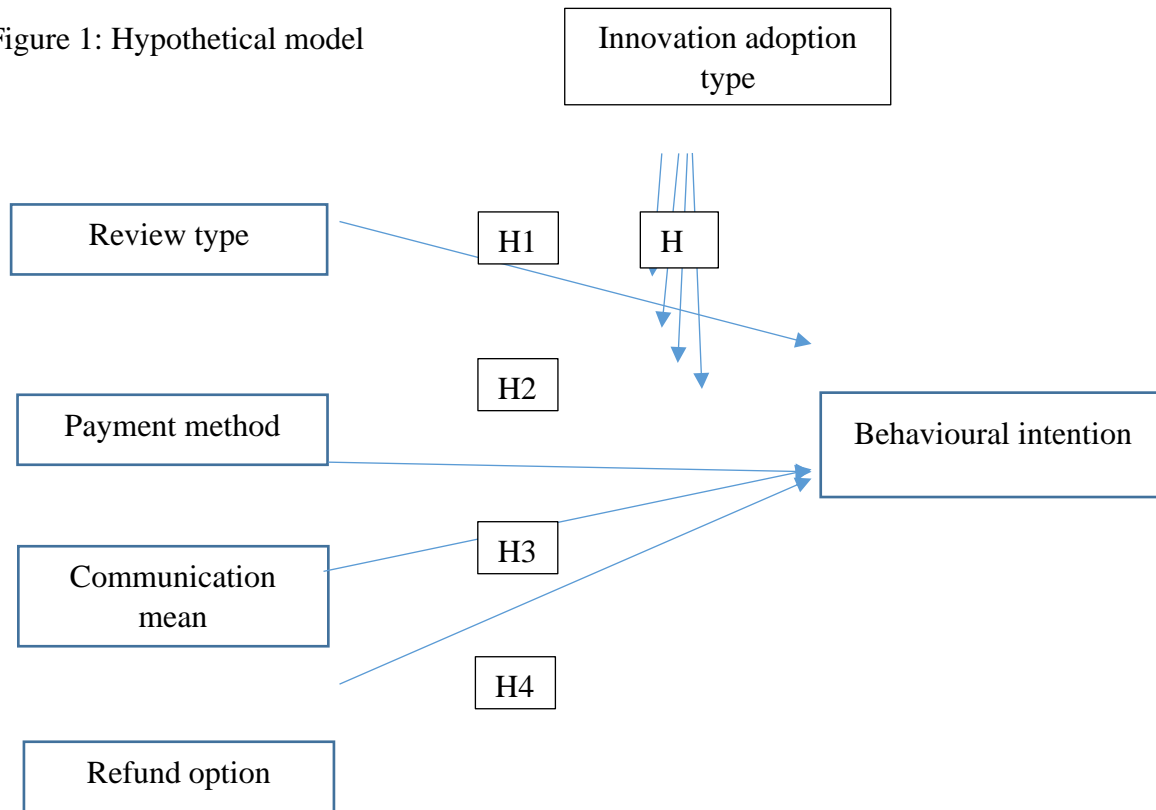 Figure 1: Hypothetical model
Innovation adoption
type
Review type
H1
H
H2
Payment method
Behavioural intention
H3
Communication
mean
H4
Refund option